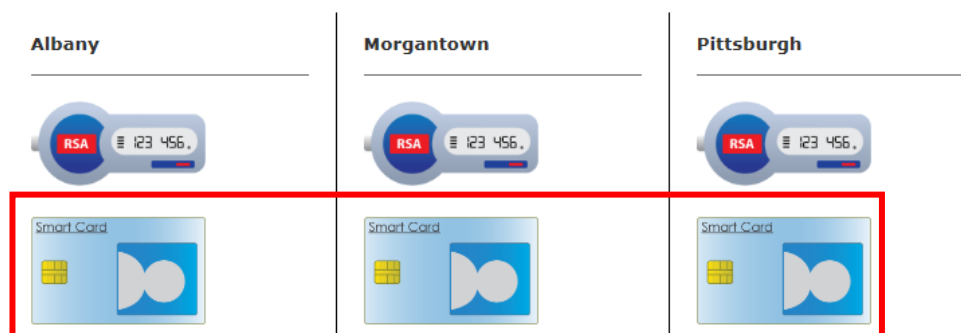 Albany Morgantown Pittsburgh
RSA 123 456 RSA 123 456 RSA 123 456
Smart Card Smart Card Smart Card